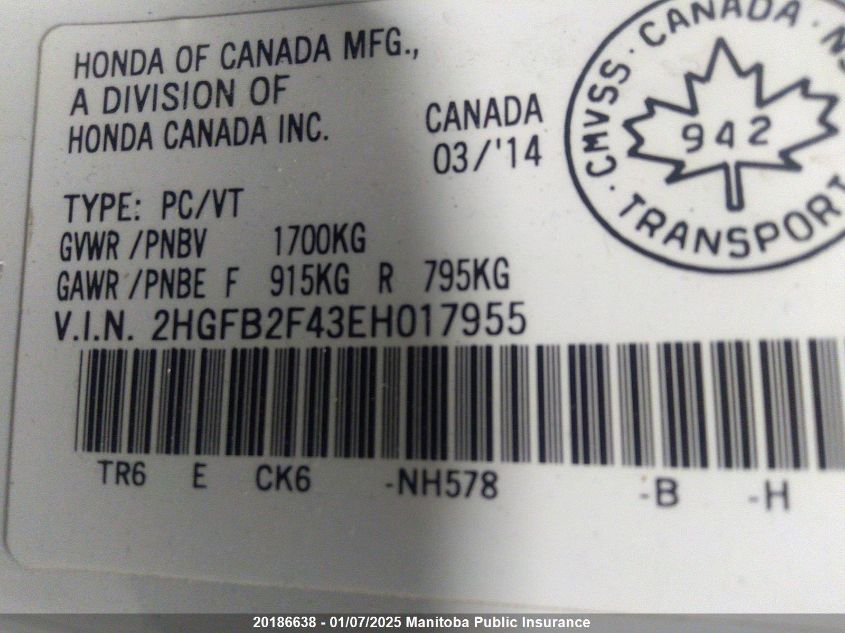 HONDA OF CANADA MFG.,
A DIVISION OF
HONDA CANADA INC.
CANADA
03/'14
· CMVSS · CANADA ·
942
TRANSPORT
TYPE: PC/VT
GVWR /PNBV 1700KG
GAWR /PNBE F 915KG R 795KG
V.I.N. 2HGFB2F43EH017955
TR6 E CK6 -NH578 -B -H
20186638 - 01/07/2025 Manitoba Public Insurance